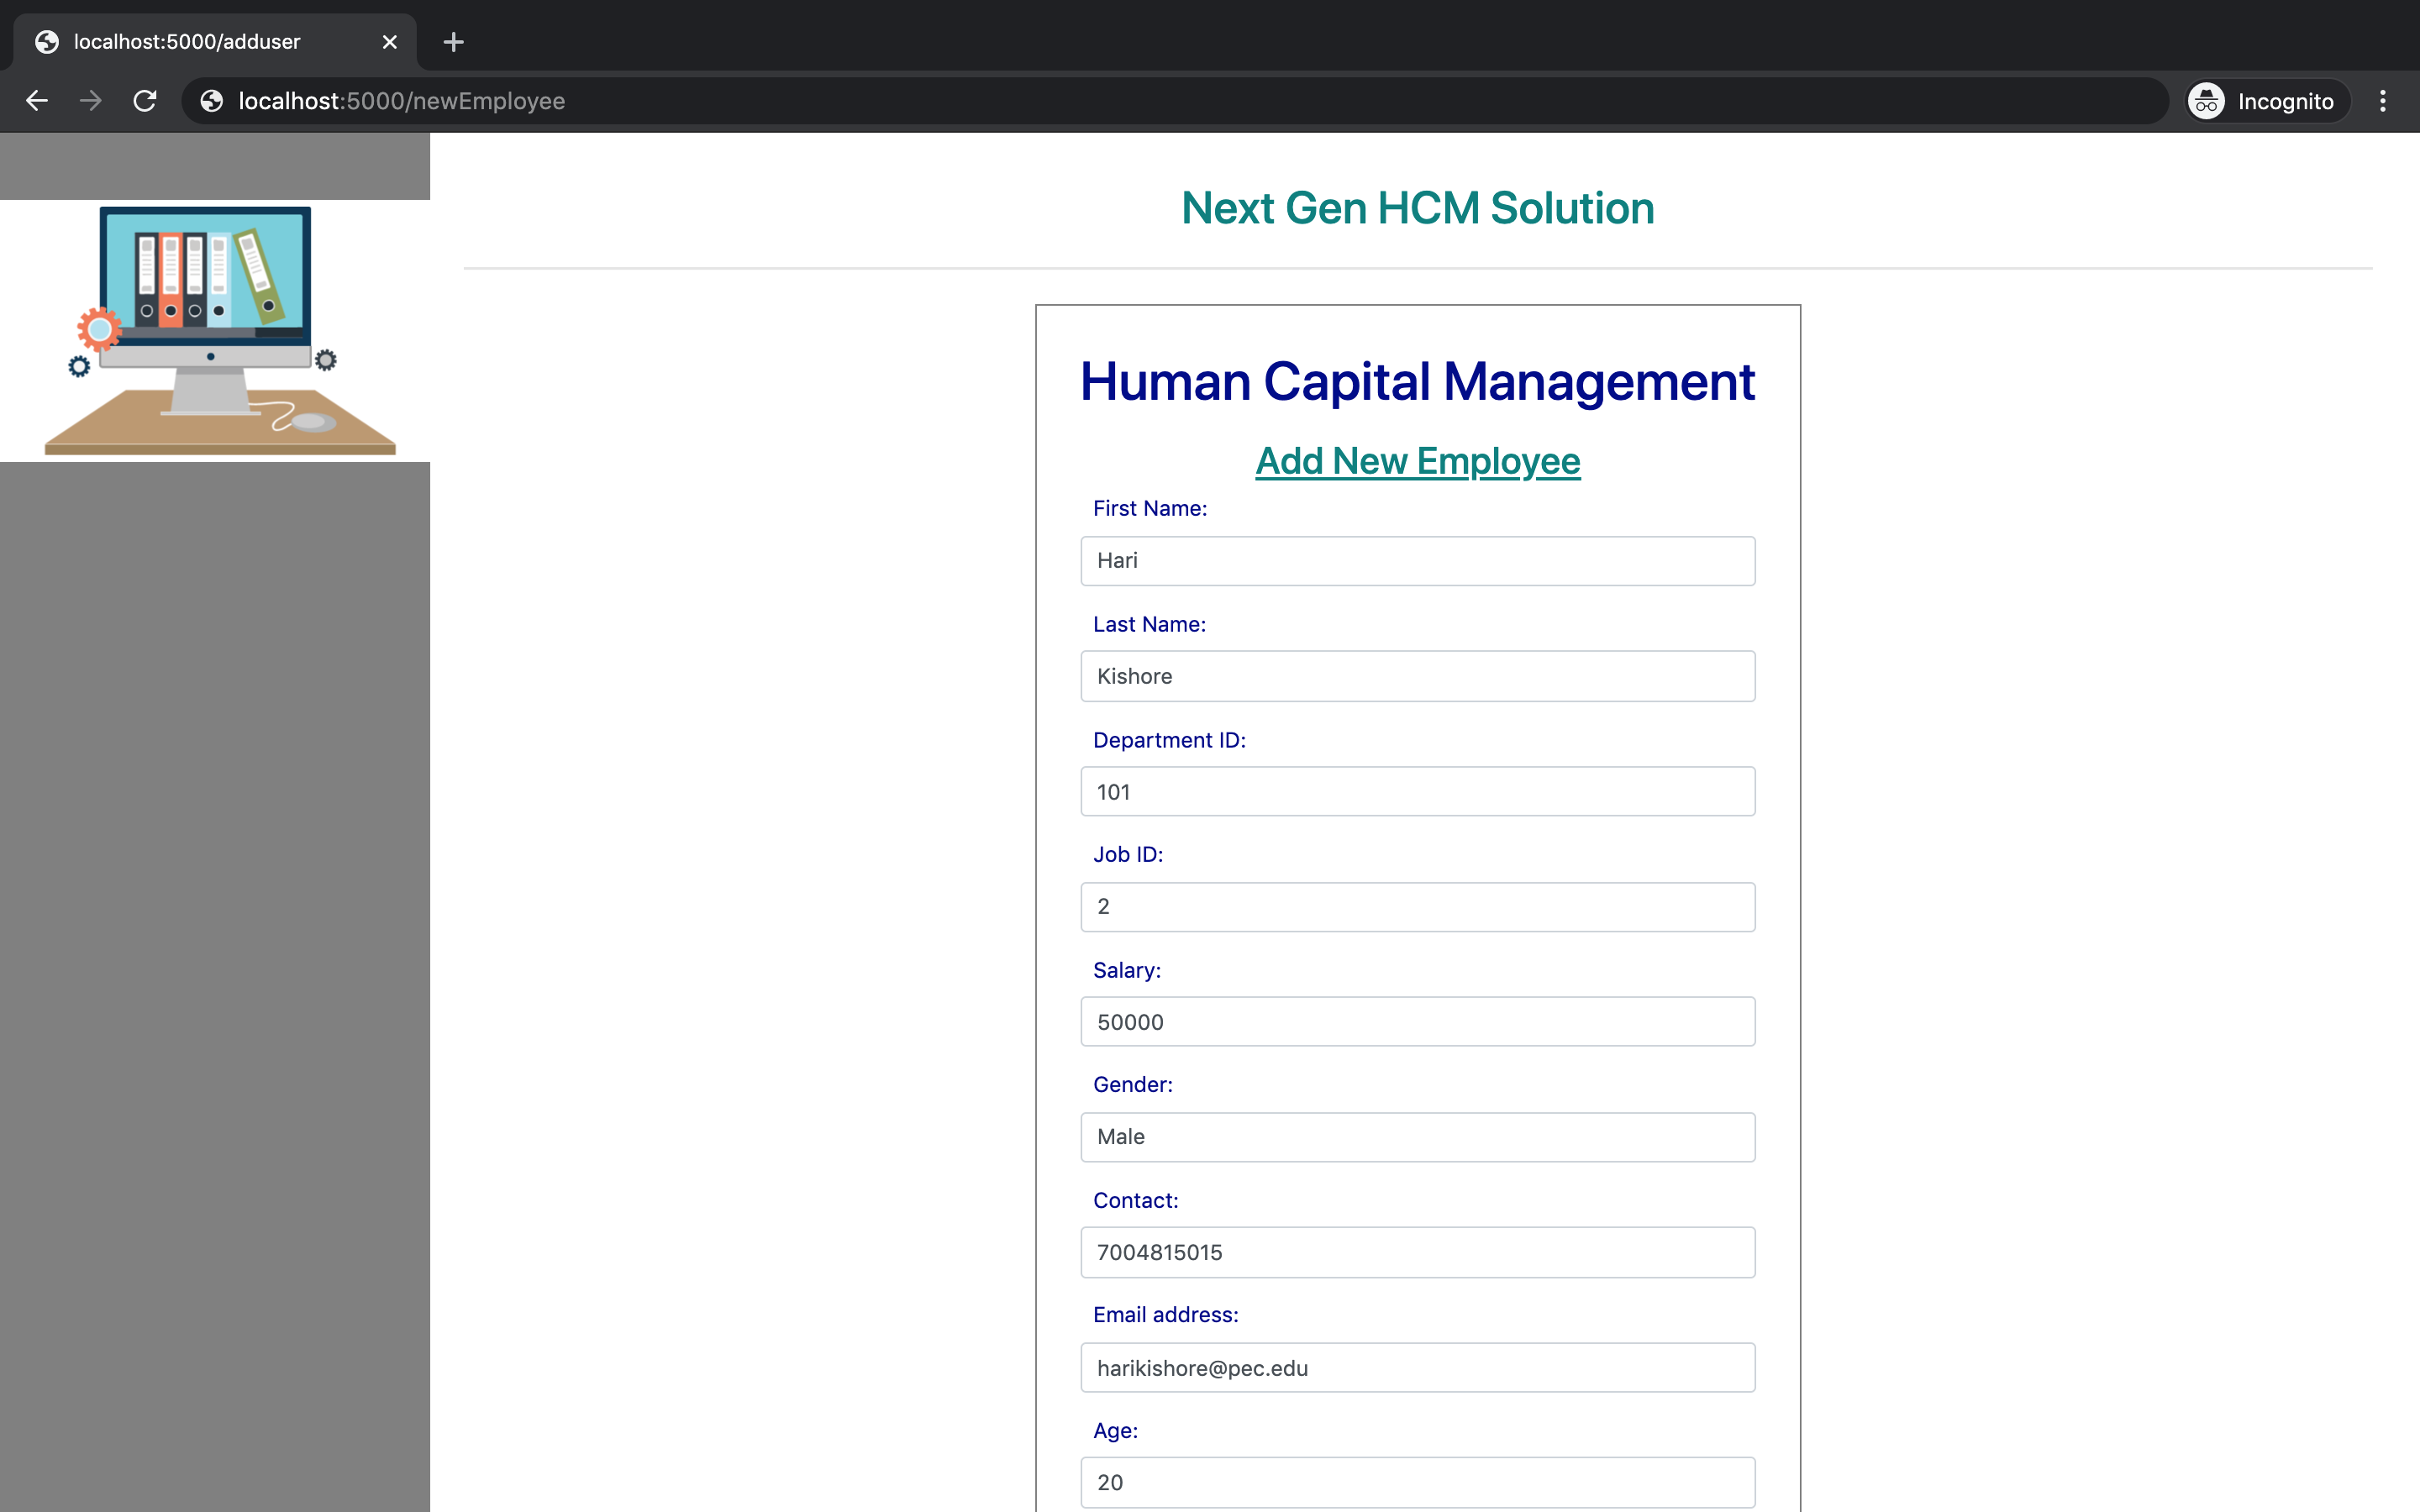 localhost:5000/adduser
localhost:5000/newEmployee
Incognito
Next Gen HCM Solution
Human Capital Management
Add New Employee
First Name:
Hari
Last Name:
Kishore
Department ID:
101
Job ID:
2
Salary:
50000
Gender:
Male
Contact:
7004815015
Email address:
harikishore@pec.edu
Age:
20